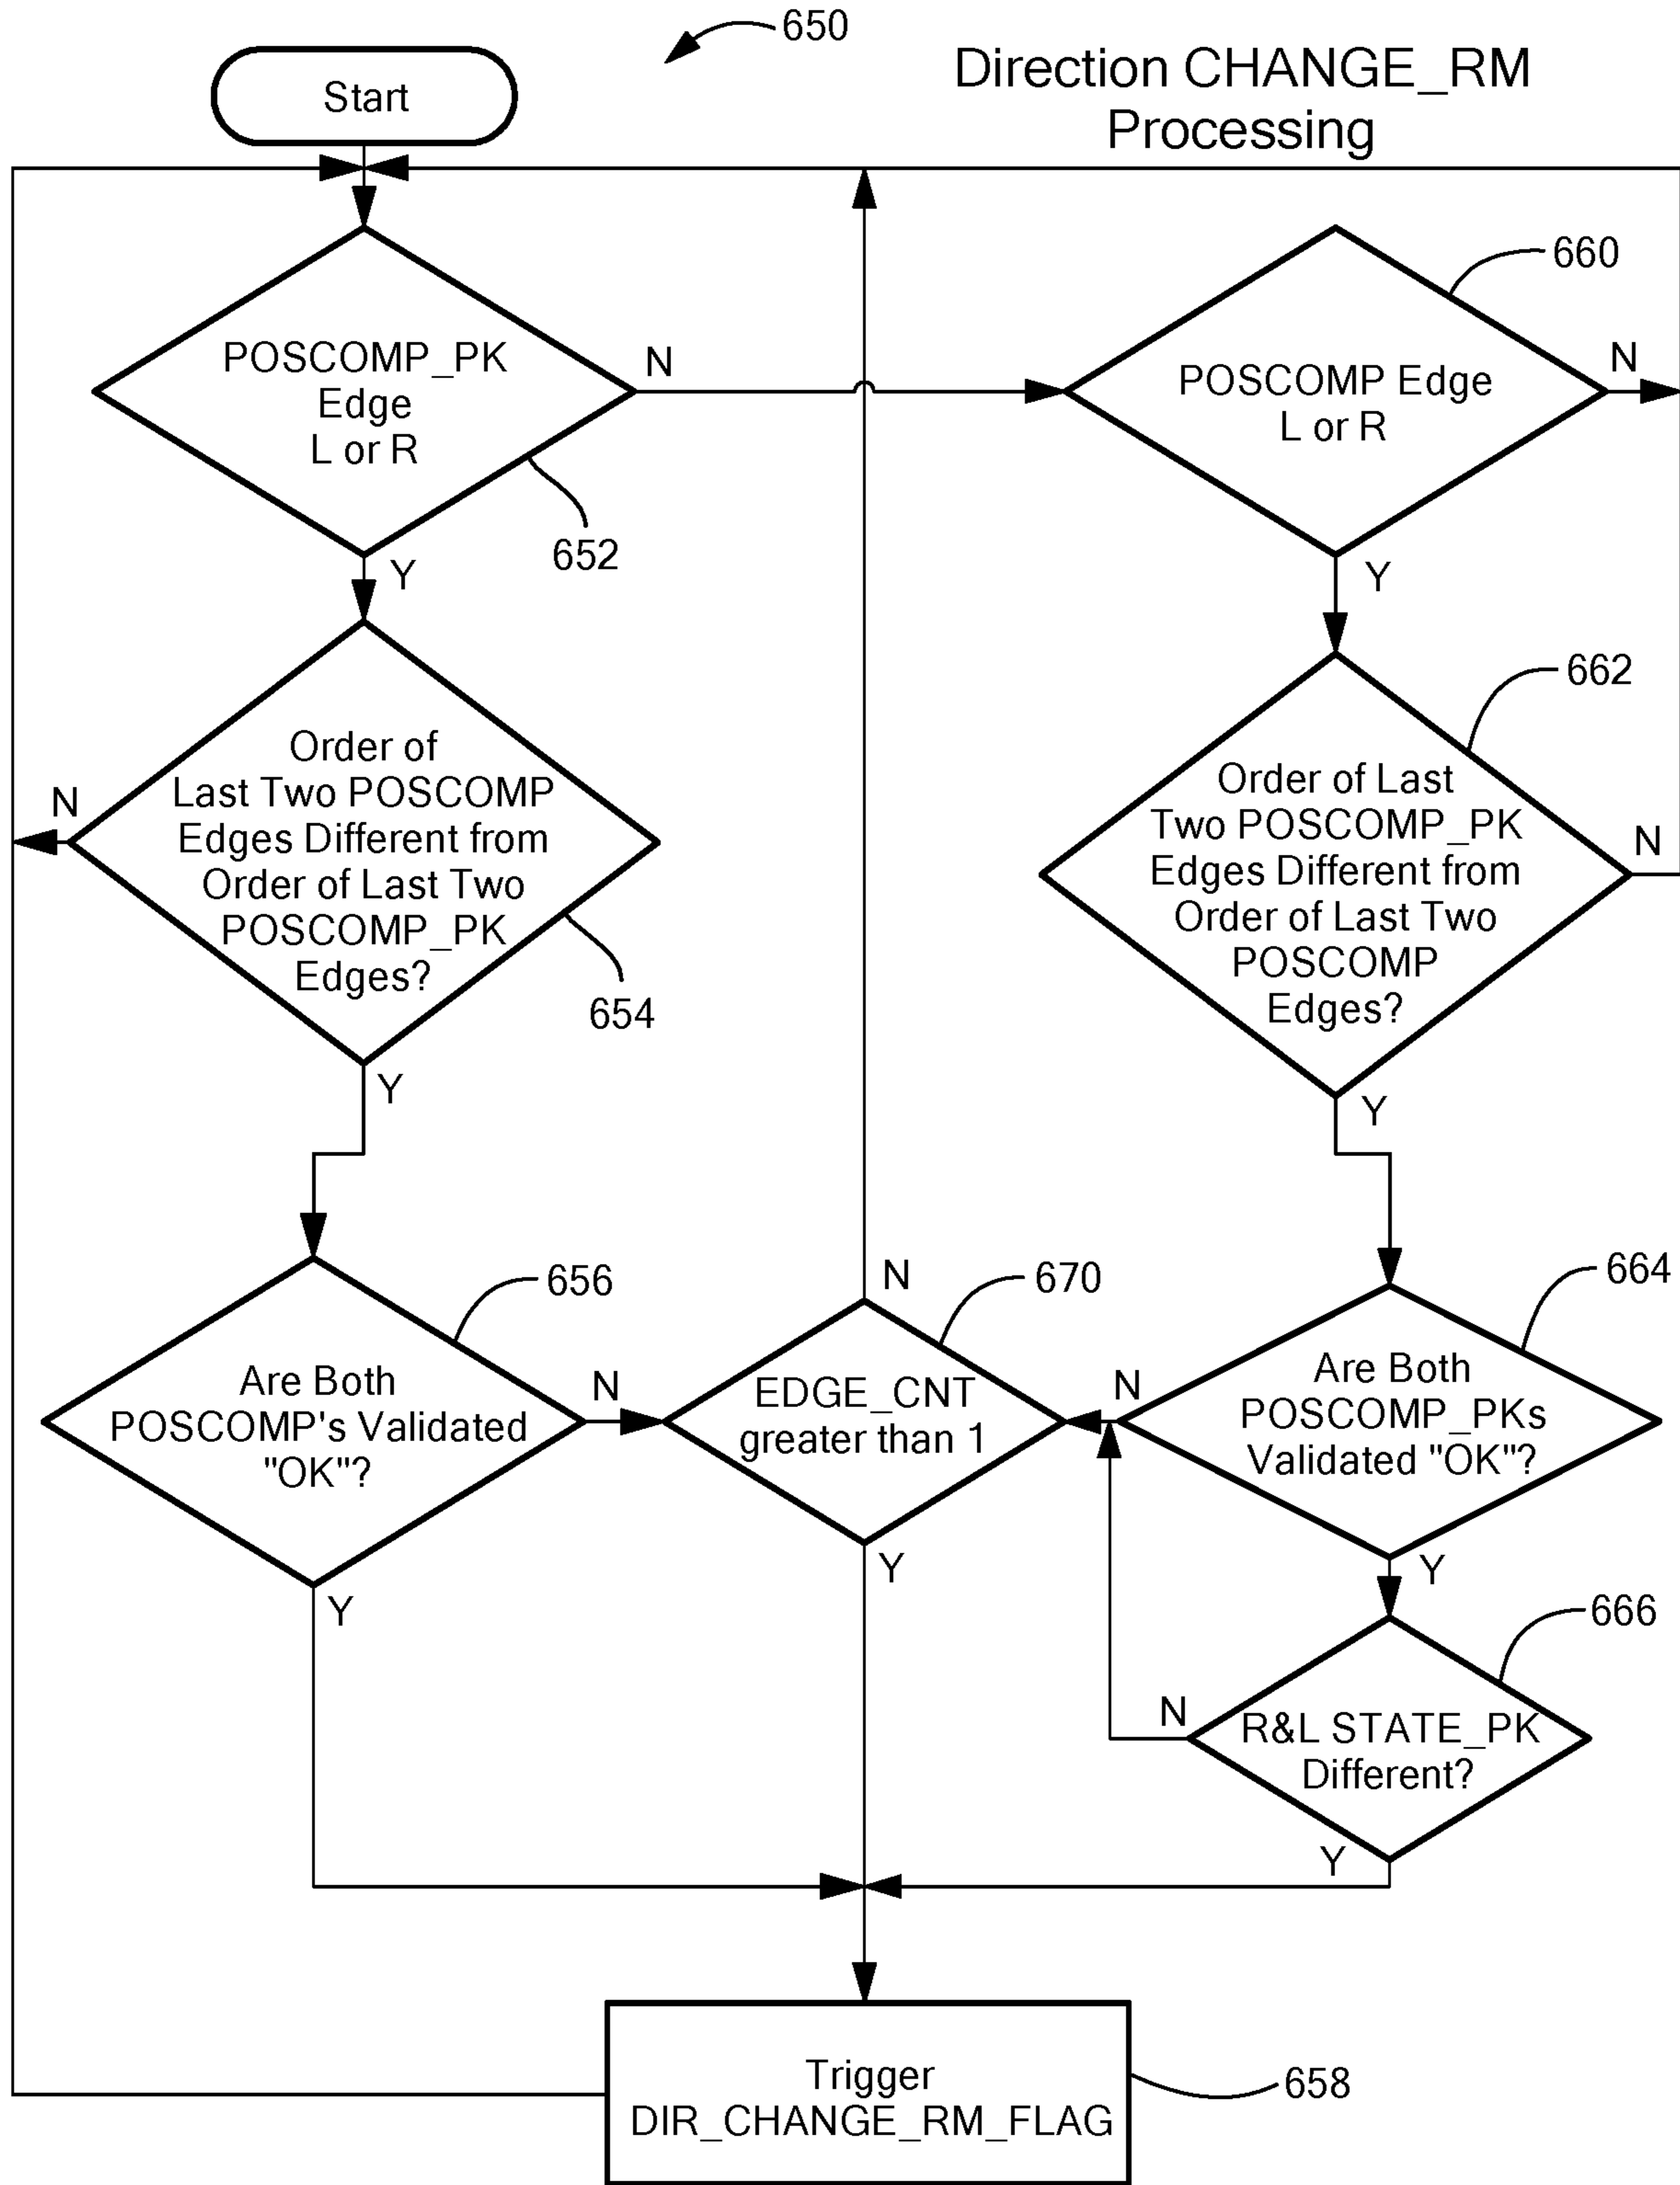 650
Direction CHANGE_RM
Processing
Start
POSCOMP_PK
Edge
L or R
N
Y
652
660
POSCOMP Edge
L or R
N
Y
Order of
Last Two POSCOMP
Edges Different from
Order of Last Two
POSCOMP_PK
Edges?
N
Y
654
662
Order of Last
Two POSCOMP_PK
Edges Different from
Order of Last Two
POSCOMP
Edges?
N
Y
656
Are Both
POSCOMP's Validated
"OK"?
N
Y
670
N
EDGE_CNT
greater than 1
Y
664
Are Both
POSCOMP_PKs
Validated "OK"?
N
Y
666
R&L STATE_PK
Different?
N
Y
Trigger
DIR_CHANGE_RM_FLAG
658